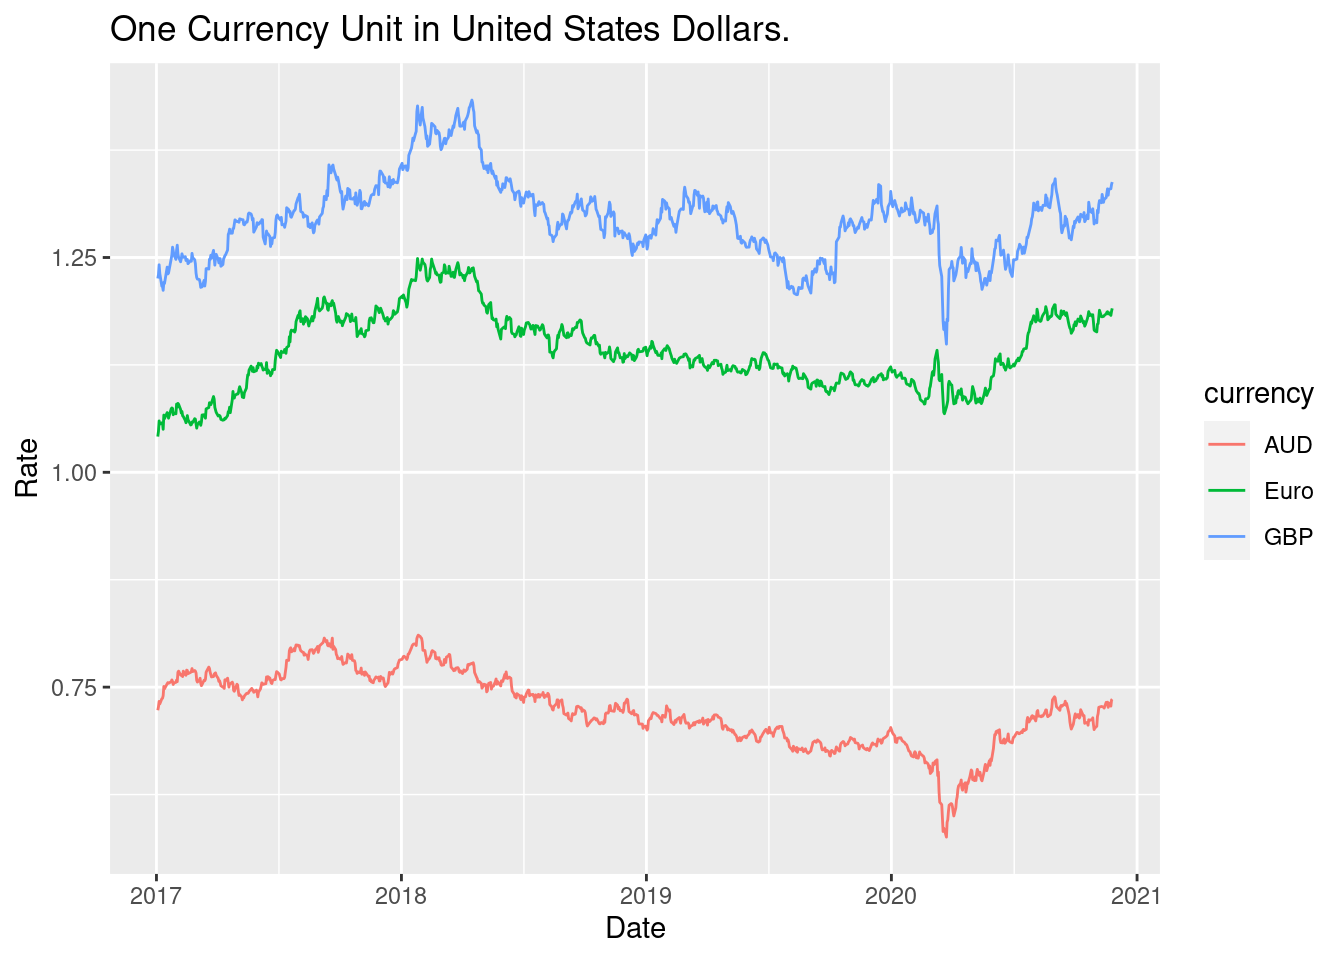 One Currency Unit in United States Dollars.
Rate
1.25
1.00
0.75
2017 2018 2019 2020 2021
Date
currency
AUD
Euro
GBP